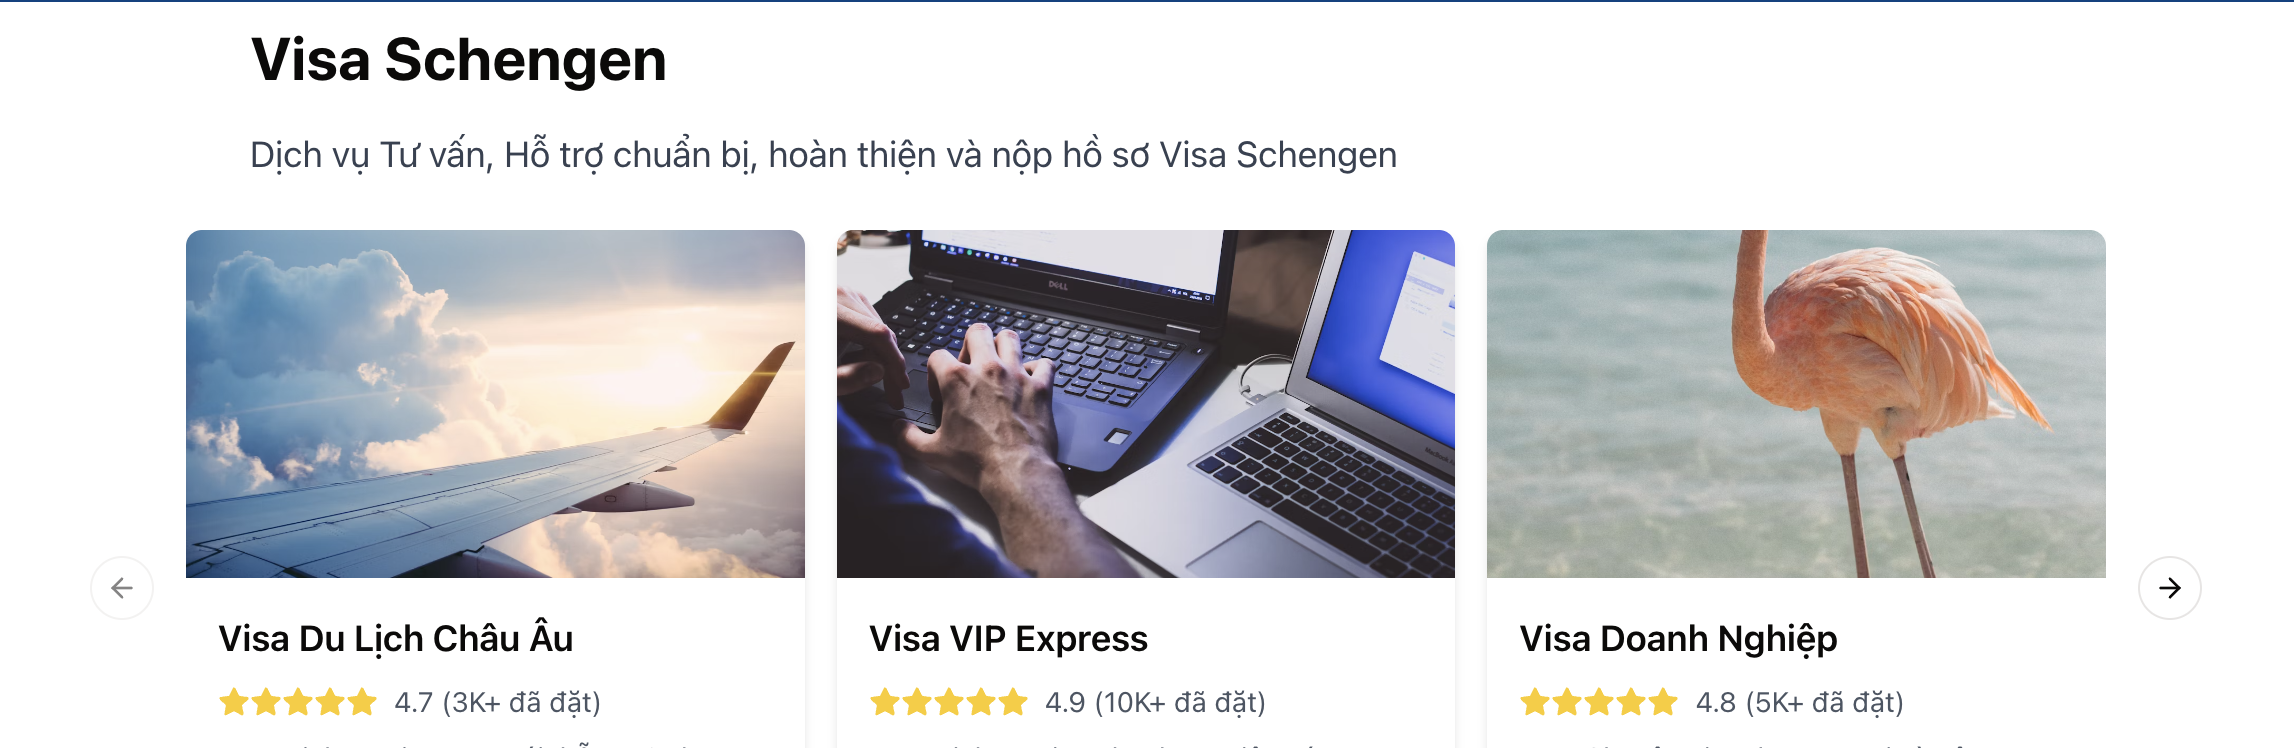 Visa Schengen
Dịch vụ Tư vấn, Hỗ trợ chuẩn bị, hoàn thiện và nộp hồ sơ Visa Schengen
DELL
Visa Du Lịch Châu Âu
4.7 (3K+ đã đặt)
Visa VIP Express
4.9 (10K+ đã đặt)
Visa Doanh Nghiệp
4.8 (5K+ đã đặt)